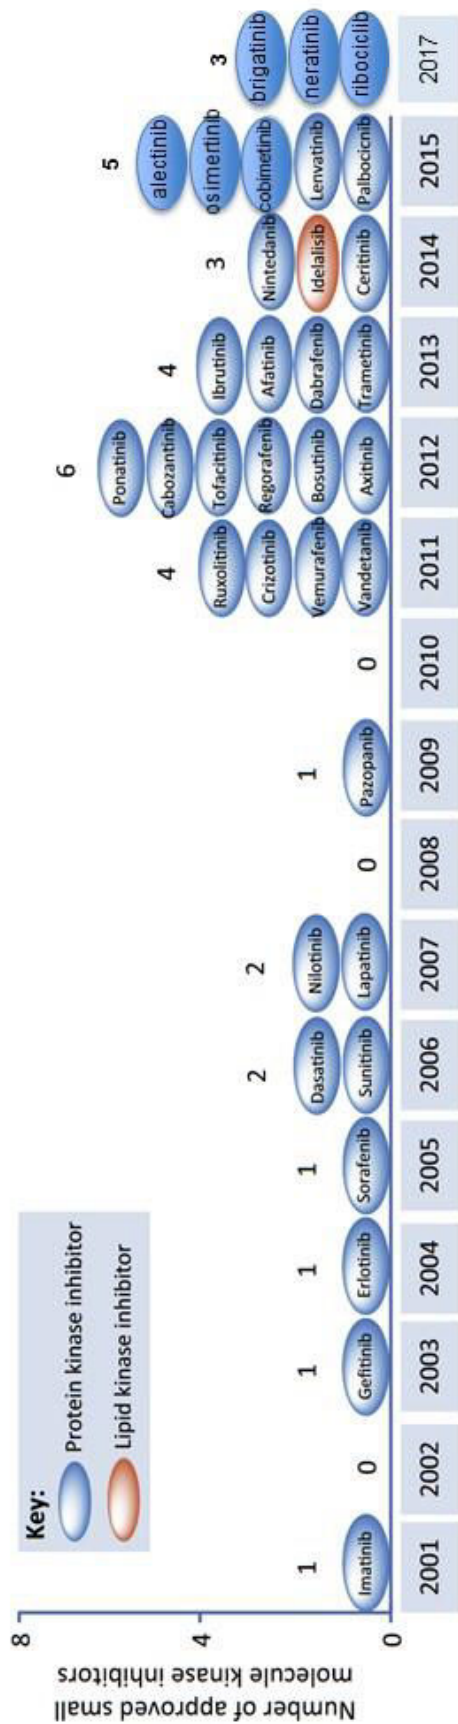 Number of approved small
molecule kinase inhibitors
8
4
0
Key:
Protein kinase inhibitor
Lipid kinase inhibitor
1
Imatinib
2001
0
2002
1
Gefitinib
2003
1
Erlotinib
2004
1
Sorafenib
2005
2
Dasatinib
Sunitinib
2006
2
Nilotinib
Lapatinib
2007
0
2008
1
Pazopanib
2009
0
2010
4
Ruxolitinib
Crizotinib
Vemurafenib
Vandetanib
2011
6
Ponatinib
Cabozantinib
Tofacitinib
Regorafenib
Bosutinib
Axitinib
2012
4
Ibrutinib
Afatinib
Dabrafenib
Trametinib
2013
3
Nintedanib
Idelalisib
Ceritinib
2014
5
alectinib
osimertinib
cobimetinib
Lenvatinib
Palbocicnib
2015
3
brigatinib
neratinib
ribociclib
2017